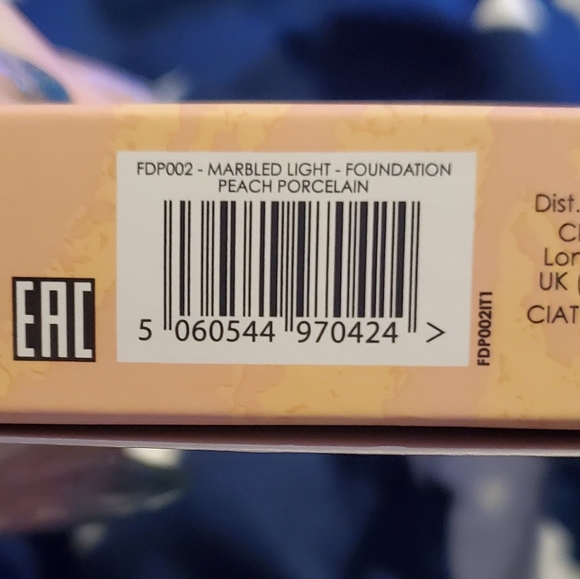 FDP002 - MARBLED LIGHT - FOUNDATION
PEACH PORCELAIN
5 060544 970424 >
EAC
FDP002IT1
Dist.
UK (
CIAT